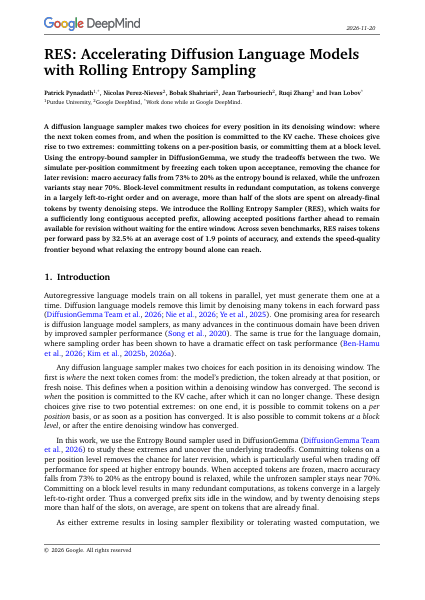 Google DeepMind
2026-11-20
RES: Accelerating Diffusion Language Models
with Rolling Entropy Sampling
Patrick Pynadath¹,*, Nicolas Perez-Nieves², Bobak Shahriari², Jean Tarbouriech², Ruqi Zhang¹ and Ivan Lobov²
¹Purdue University, ²Google DeepMind, *Work done while at Google DeepMind.
A diffusion language sampler makes two choices for every position in its denoising window: where
the next token comes from, and when the position is committed to the KV cache. These choices give
rise to two extremes: committing tokens on a per-position basis, or committing them at a block level.
Using the entropy-bound sampler in DiffusionGemma, we study the tradeoffs between the two. We
simulate per-position commitment by freezing each token upon acceptance, removing the chance for
later revision: macro accuracy falls from 73% to 20% as the entropy bound is relaxed, while the unfrozen
variants stay near 70%. Block-level commitment results in redundant computation, as tokens converge
in a largely left-to-right order and on average, more than half of the slots are spent on already-final
tokens by twenty denoising steps. We introduce the Rolling Entropy Sampler (RES), which waits for
a sufficiently long contiguous accepted prefix, allowing accepted positions farther ahead to remain
available for revision without waiting for the entire window. Across seven benchmarks, RES raises tokens
per forward pass by 32.5% at an average cost of 1.9 points of accuracy, and extends the speed-quality
frontier beyond what relaxing the entropy bound alone can reach.
1. Introduction
Autoregressive language models train on all tokens in parallel, yet must generate them one at a
time. Diffusion language models remove this limit by denoising many tokens in each forward pass
(DiffusionGemma Team et al., 2026; Nie et al., 2026; Ye et al., 2025). One promising area for research
is diffusion language model samplers, as many advances in the continuous domain have been driven
by improved sampler performance (Song et al., 2020). The same is true for the language domain,
where sampling order has been shown to have a dramatic effect on task performance (Ben-Hamu
et al., 2026; Kim et al., 2025b, 2026a).
Any diffusion language sampler makes two choices for each position in its denoising window. The
first is where the next token comes from: the model's prediction, the token already at that position, or
fresh noise. This defines when a position within a denoising window has converged. The second is
when the position is committed to the KV cache, after which it can no longer change. These design
choices give rise to two potential extremes: on one end, it is possible to commit tokens on a per
position basis, or as soon as a position has converged. It is also possible to commit tokens at a block
level, or after the entire denoising window has converged.
In this work, we use the Entropy Bound sampler used in DiffusionGemma (DiffusionGemma Team
et al., 2026) to study these extremes and uncover the underlying tradeoffs. Committing tokens on a
per position level removes the chance for later revision, which is particularly useful when trading off
performance for speed at higher entropy bounds. When accepted tokens are frozen, macro accuracy
falls from 73% to 20% as the entropy bound is relaxed, while the unfrozen sampler stays near 70%.
Committing on a block level results in many redundant computations, as tokens converge in a largely
left-to-right order. Thus a converged prefix sits idle in the window, and by twenty denoising steps
more than half of the slots, on average, are spent on tokens that are already final.
As either extreme results in losing sampler flexibility or tolerating wasted computation, we
© 2026 Google. All rights reserved